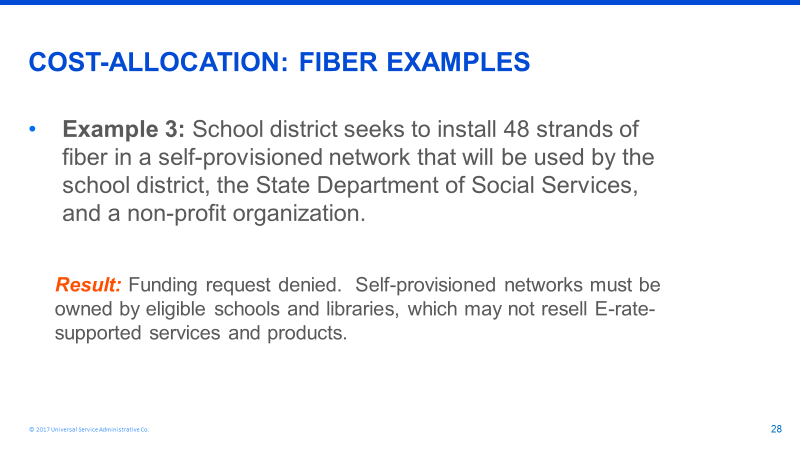 COST-ALLOCATION: FIBER EXAMPLES
• Example 3: School district seeks to install 48 strands of
fiber in a self-provisioned network that will be used by the
school district, the State Department of Social Services,
and a non-profit organization.
Result: Funding request denied. Self-provisioned networks must be
owned by eligible schools and libraries, which may not resell E-rate-
supported services and products.
© 2017 Universal Service Administrative Co.
28